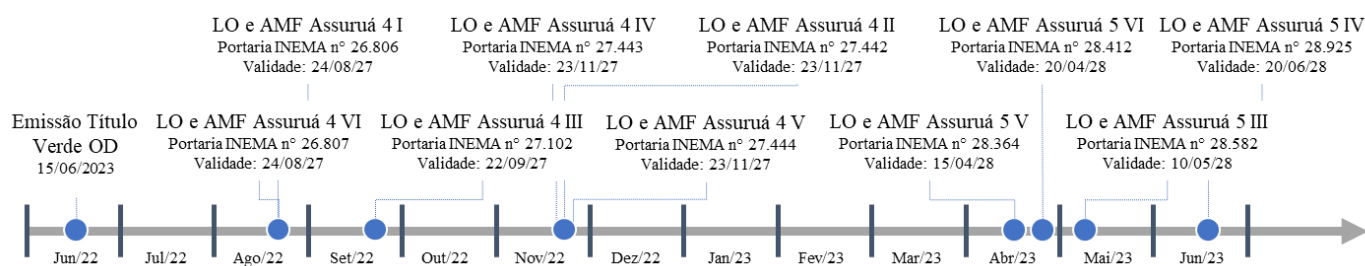 LO e AMF Assuruá 4 I
Portaria INEMA n° 26.806
Validade: 24/08/27
LO e AMF Assuruá 4 IV
Portaria INEMA n° 27.443
Validade: 23/11/27
LO e AMF Assuruá 4 II
Portaria INEMA n° 27.442
Validade: 23/11/27
LO e AMF Assuruá 5 VI
Portaria INEMA n° 28.412
Validade: 20/04/28
LO e AMF Assuruá 5 IV
Portaria INEMA n° 28.925
Validade: 20/06/28
Emissão Título
Verde OD
15/06/2023
LO e AMF Assuruá 4 VI
Portaria INEMA n° 26.807
Validade: 24/08/27
LO e AMF Assuruá 4 III
Portaria INEMA n° 27.102
Validade: 22/09/27
LO e AMF Assuruá 4 V
Portaria INEMA n° 27.444
Validade: 23/11/27
LO e AMF Assuruá 5 V
Portaria INEMA n° 28.364
Validade: 15/04/28
LO e AMF Assuruá 5 III
Portaria INEMA n° 28.582
Validade: 10/05/28
Jun/22
Jul/22
Ago/22
Set/22
Out/22
Nov/22
Dez/22
Jan/23
Fev/23
Mar/23
Abr/23
Mai/23
Jun/23